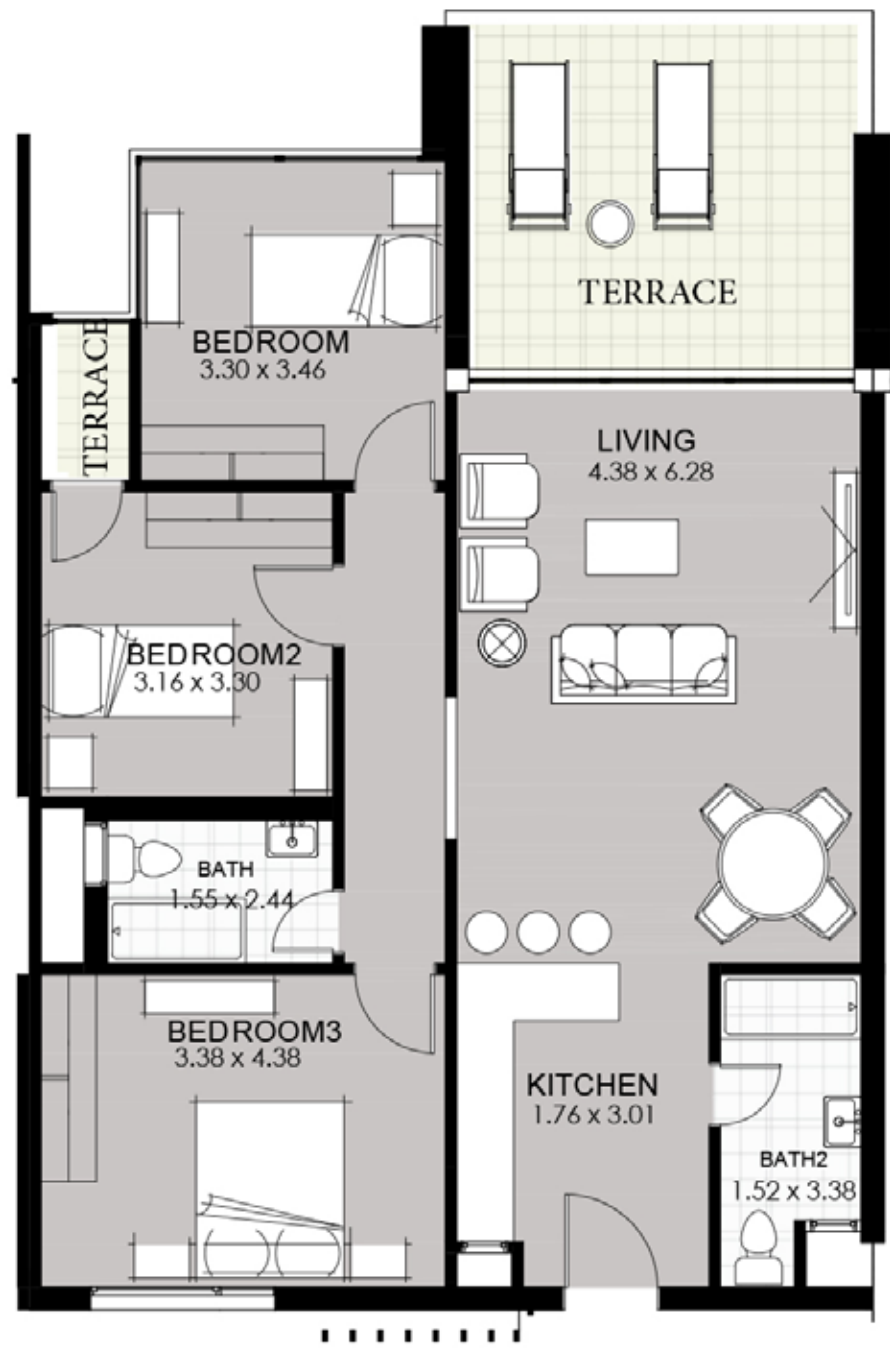 TERRACE
BEDROOM
3.30 x 3.46
TERRACE
LIVING
4.38 x 6.28
BEDROOM2
3.16 x 3.30
BATH
1.55 x 2.44
BEDROOM3
3.38 x 4.38
KITCHEN
1.76 x 3.01
BATH2
1.52 x 3.38